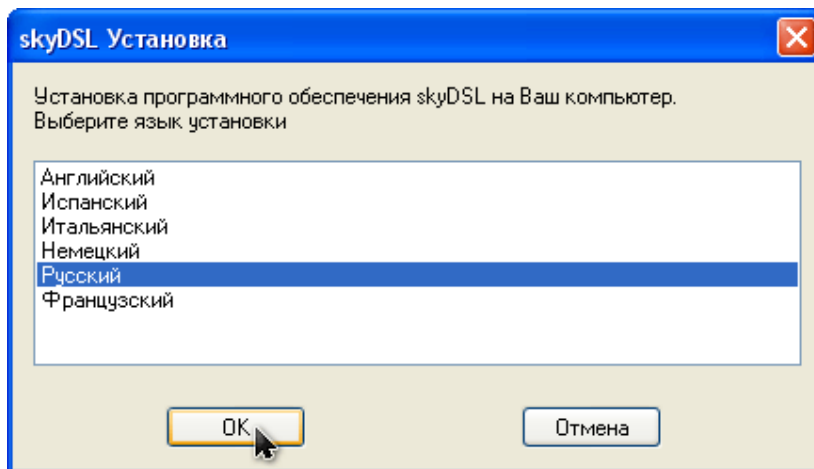 skyDSL Установка
Установка программного обеспечения skyDSL на Ваш компьютер.
Выберите язык установки
Английский
Испанский
Итальянский
Немецкий
Русский
Французский
OK
Отмена